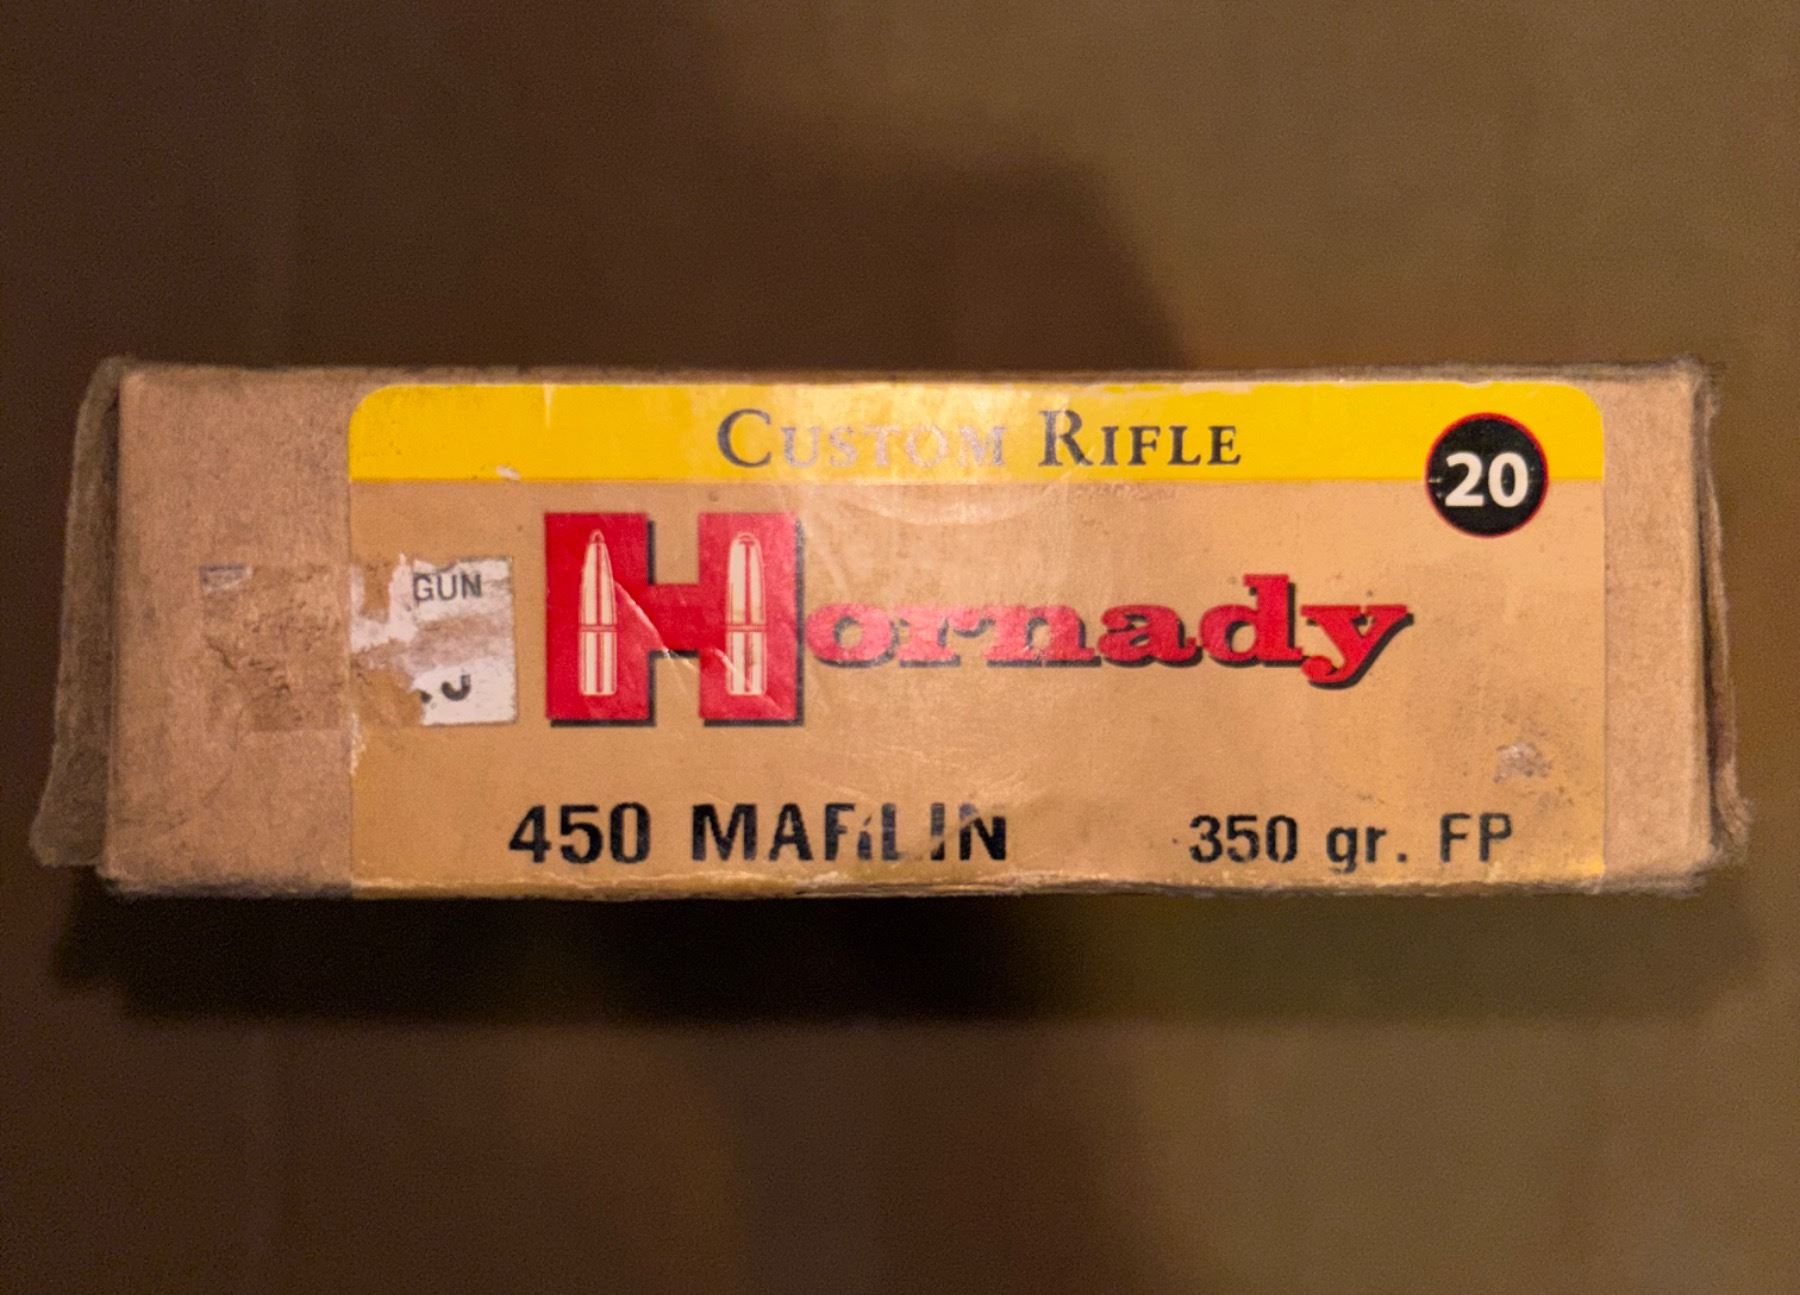 CUSTOM RIFLE
20
GUN
Hornady
450 MARLIN 350 gr. FP